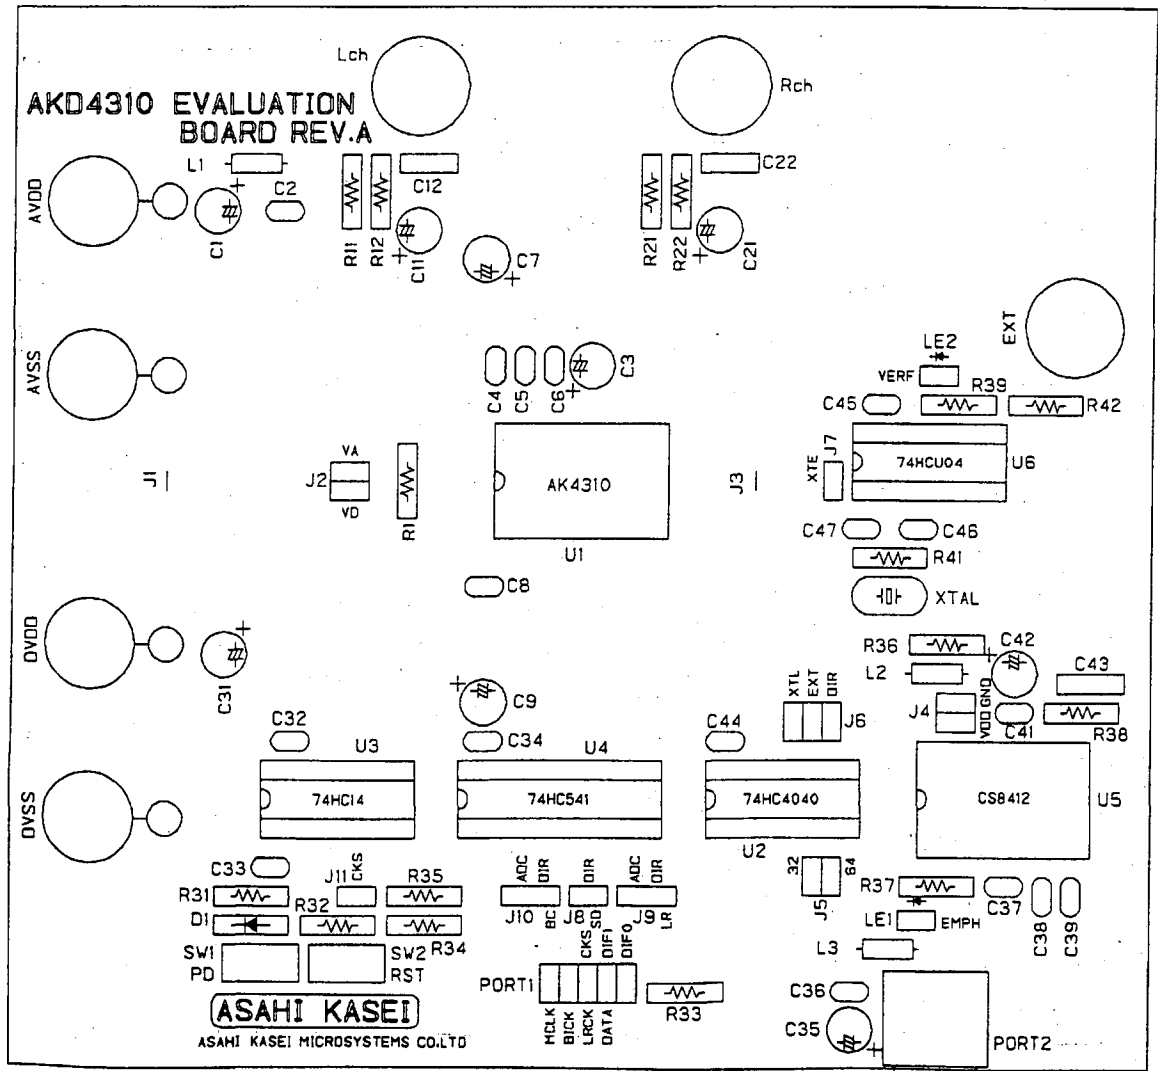 Lch
Rch
AKD4310 EVALUATION
BOARD REV.A
L1
C2
C12
C22
AVDD
C1
R11
R12
C11
C7
R21
R22
C21
EXT
AVSS
C4
C5
C6
C3
LE2
VERF
R39
C45
R42
J1
VA
J2
VD
R1
AK4310
U1
J3
J7
XTE
74HCU04
U6
C47
C46
R41
C8
XTAL
DVDD
C31
R36
C42
L2
C43
C9
XTL
EXT
DIR
J6
J4
VDD
GND
C41
R38
C32
U3
C34
U4
C44
DVSS
74HC14
74HC541
74HC4040
CS8412
U5
U2
C33
J11
CKS
R35
ADC
DIR
DIR
ADC
DIR
32
64
J5
R31
R37
C37
C38
C39
D1
R32
R34
J10
BC
J8
SD
J9
LR
LE1
EMPH
SW1
PD
SW2
RST
CKS
DIF1
DIF0
L3
PORT1
R33
C36
MCLK
BICK
LRCK
DATA
C35
PORT2
ASAHI KASEI
ASAHI KASEI MICROSYSTEMS CO.LTD